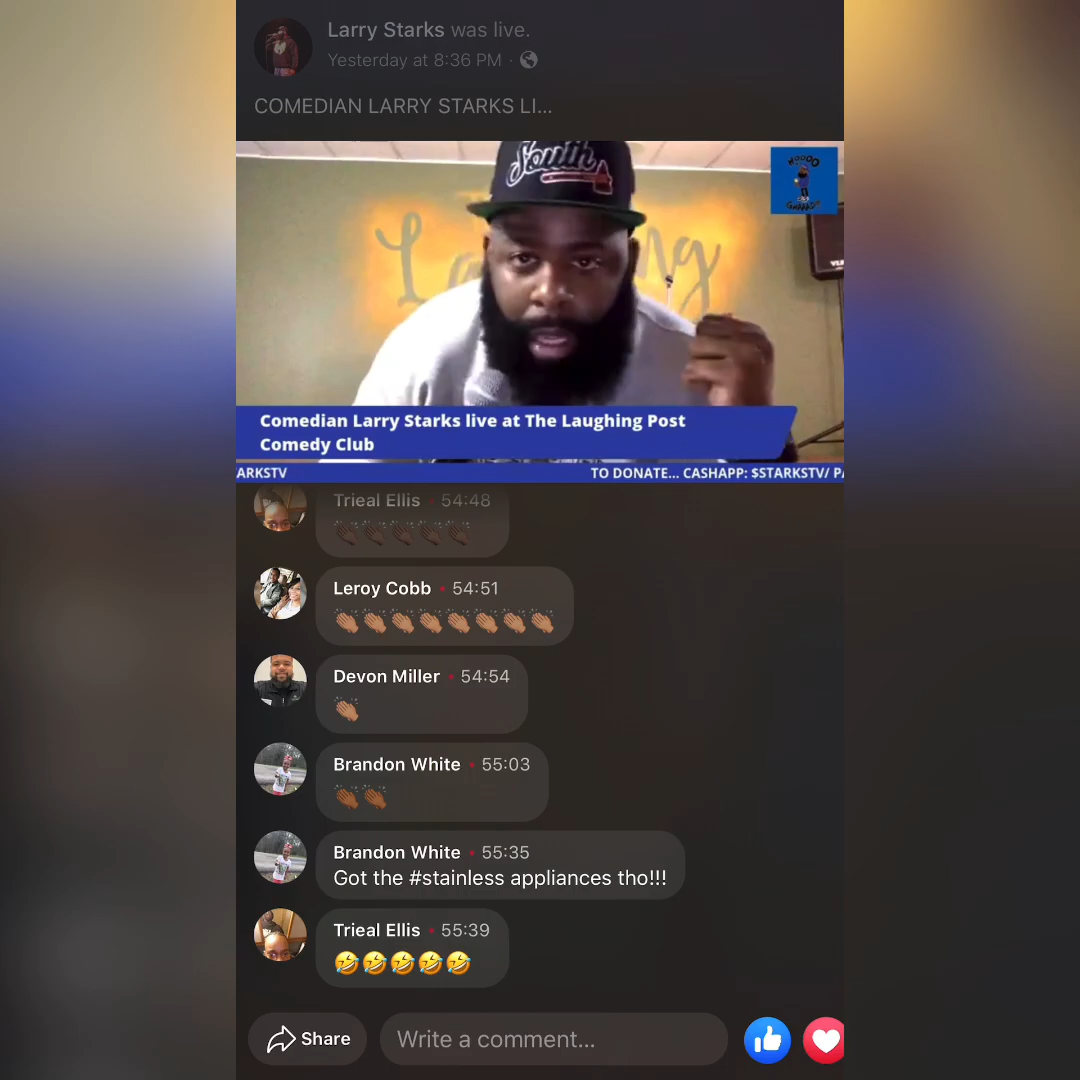 Larry Starks was live.
Yesterday at 8:36 PM ·
COMEDIAN LARRY STARKS LI...
South
HOOOO
Laughing
Comedian Larry Starks live at The Laughing Post
Comedy Club
ARKSTV TO DONATE... CASHAPP: $STARKSTV/ PA
Trieal Ellis • 54:48
👏🏿👏🏿👏🏿👏🏿👏🏿
Leroy Cobb • 54:51
👏🏽👏🏽👏🏽👏🏽👏🏽👏🏽👏🏽👏🏽
Devon Miller • 54:54
👏🏽
Brandon White • 55:03
👏🏾👏🏾
Brandon White • 55:35
Got the #stainless appliances tho!!!
Trieal Ellis • 55:39
🤣🤣🤣🤣🤣
Share
Write a comment...